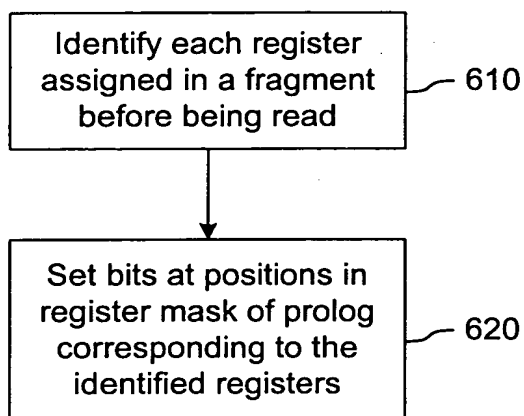 Identify each register
assigned in a fragment
before being read
610
Set bits at positions in
register mask of prolog
corresponding to the
identified registers
620